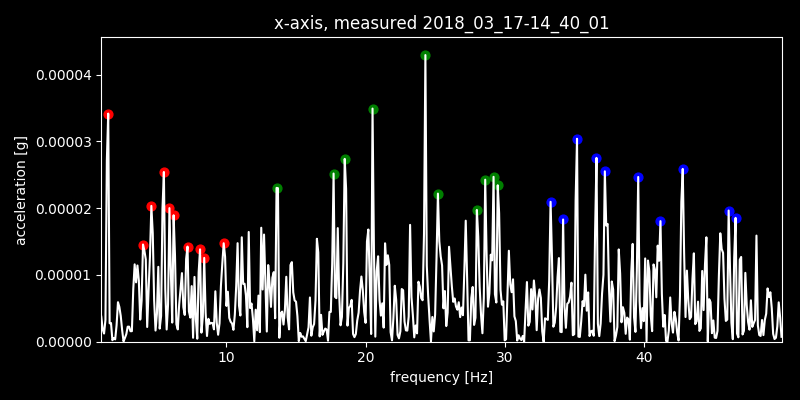 x-axis, measured 2018_03_17-14_40_01
0.00004
0.00003
0.00002
0.00001
0.00000
acceleration [g]
10 20 30 40
frequency [Hz]